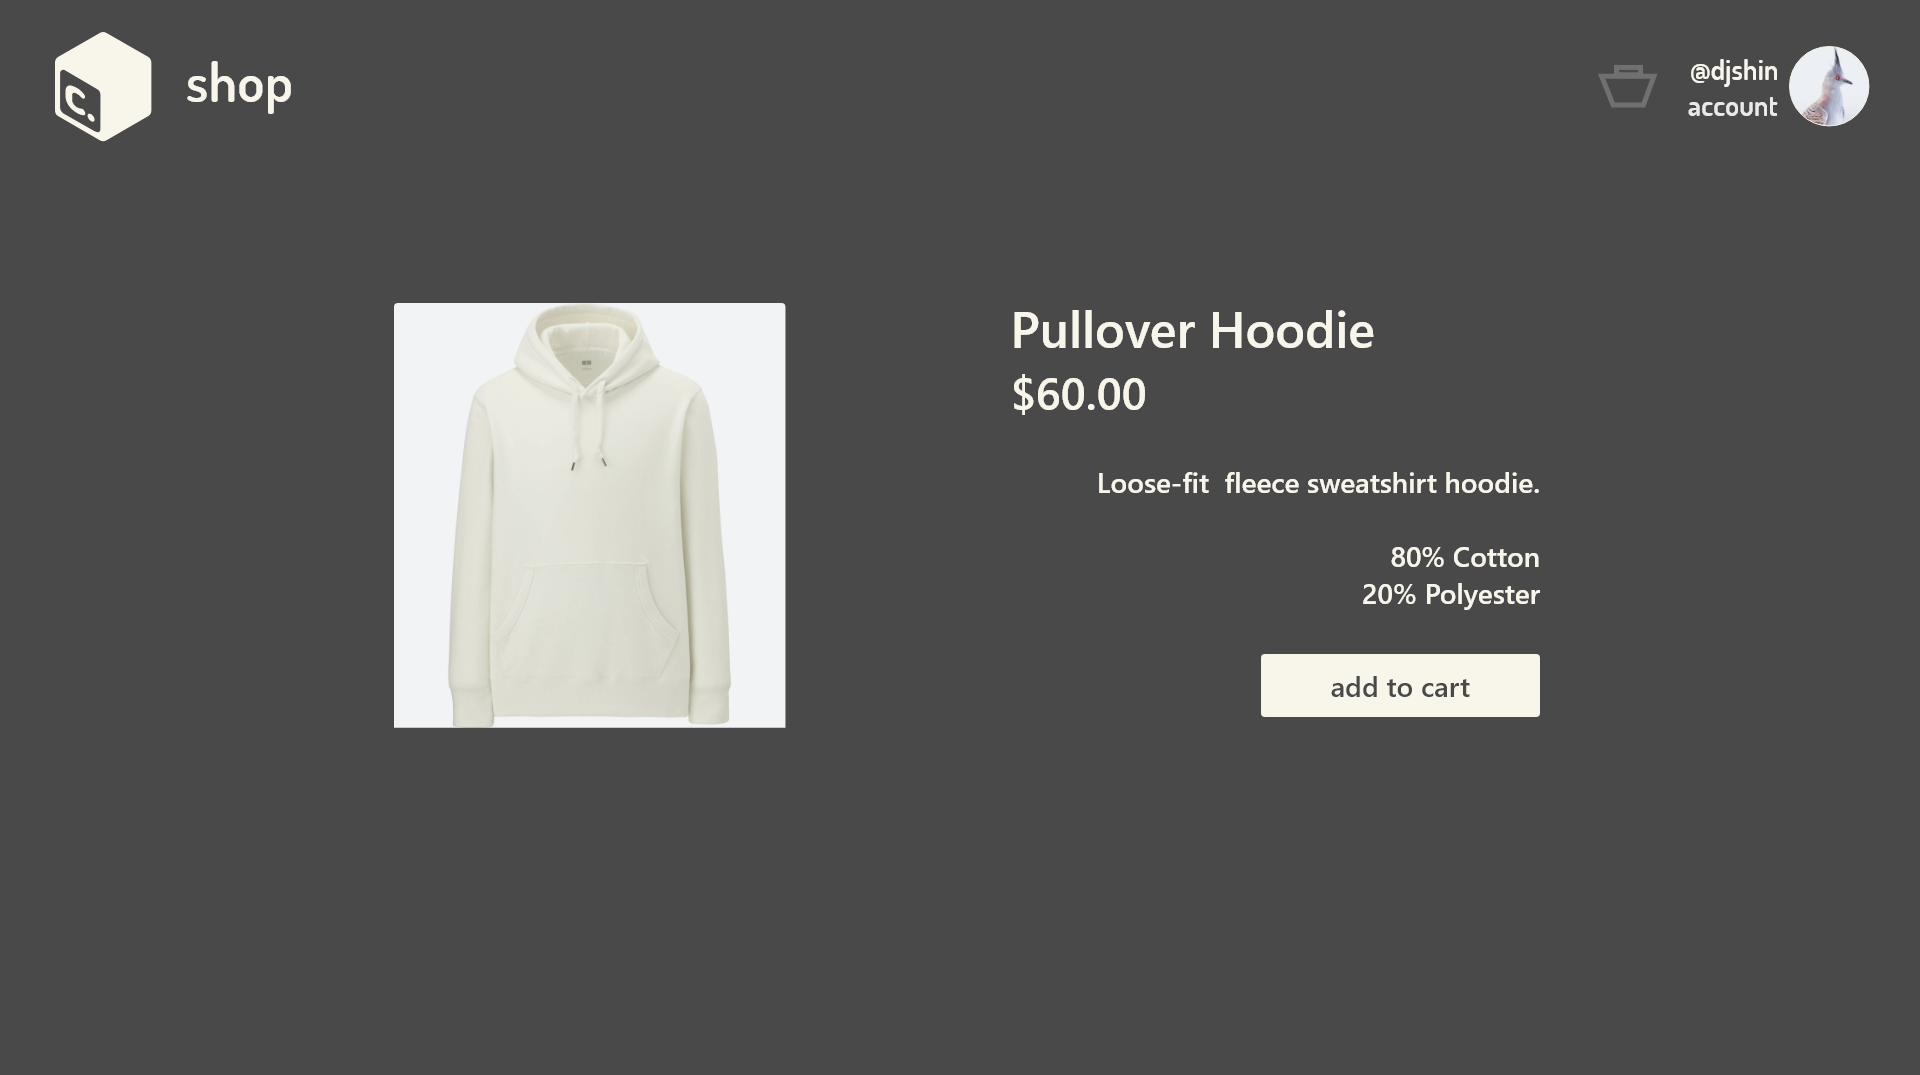 c.
shop
@djshin
account
Pullover Hoodie
$60.00
Loose-fit  fleece sweatshirt hoodie.
80% Cotton
20% Polyester
add to cart